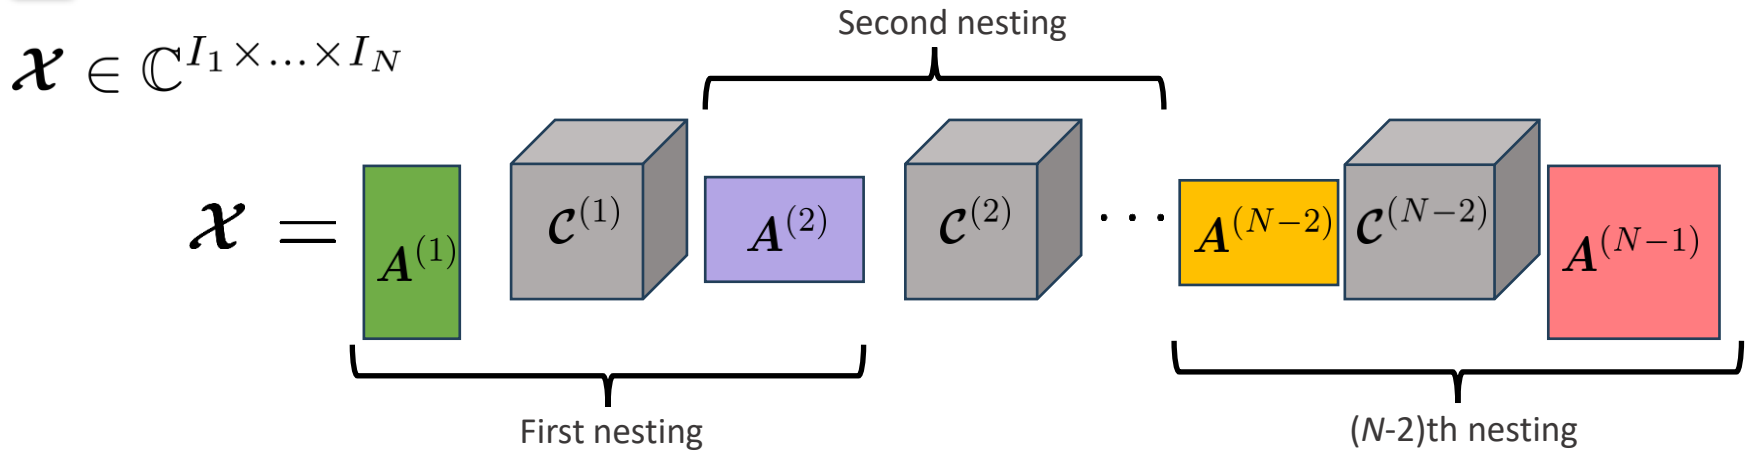 Second nesting
𝓧 ∈ ℂ^{I_1×...×I_N}
𝓧 = A^{(1)} 𝓒^{(1)} A^{(2)} 𝓒^{(2)} ··· A^{(N−2)} 𝓒^{(N−2)} A^{(N−1)}
First nesting
(N-2)th nesting